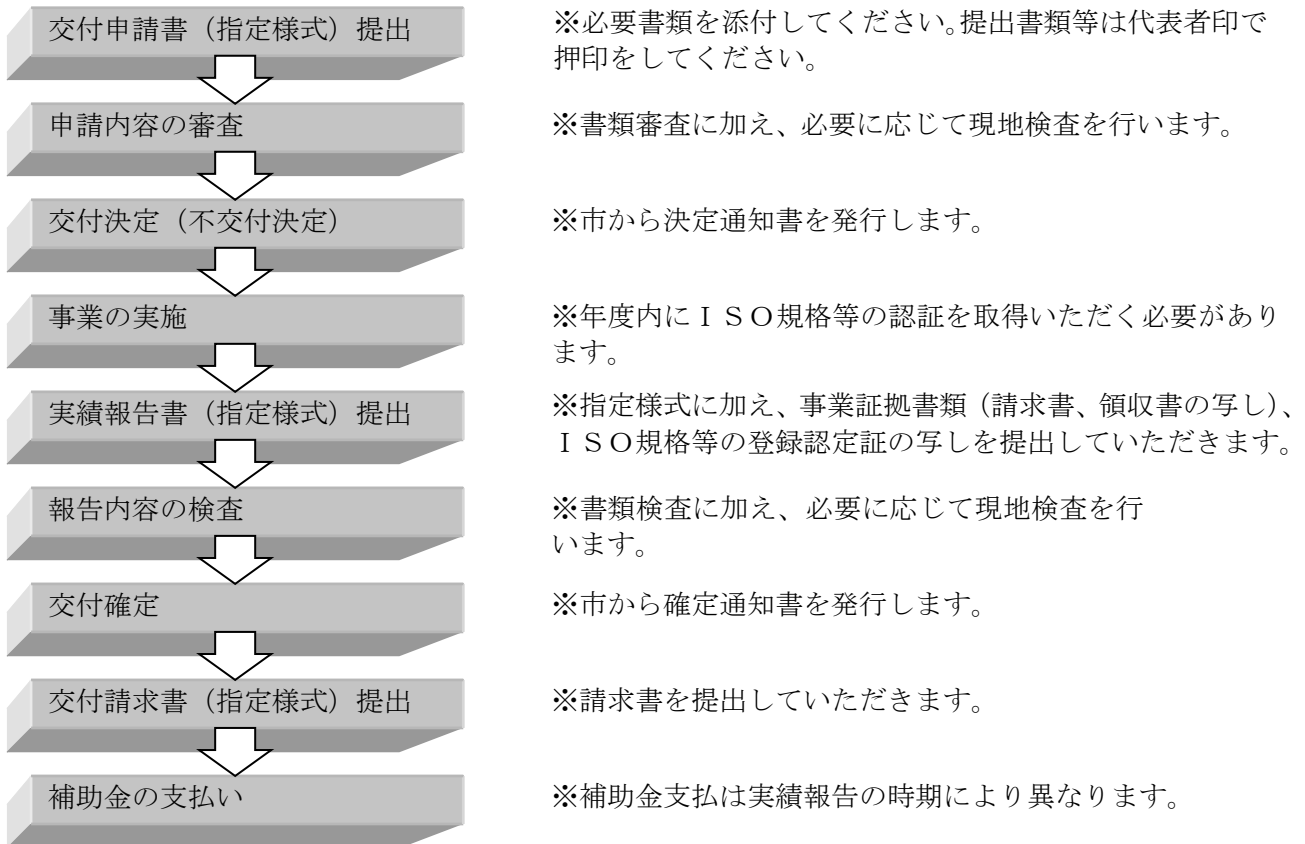 交付申請書（指定様式）提出
※必要書類を添付してください。提出書類等は代表者印で
押印をしてください。
申請内容の審査
※書類審査に加え、必要に応じて現地検査を行います。
交付決定（不交付決定）
※市から決定通知書を発行します。
事業の実施
※年度内にＩＳＯ規格等の認証を取得いただく必要があり
ます。
実績報告書（指定様式）提出
※指定様式に加え、事業証拠書類（請求書、領収書の写し）、
ＩＳＯ規格等の登録認定証の写しを提出していただきます。
報告内容の検査
※書類検査に加え、必要に応じて現地検査を行
います。
交付確定
※市から確定通知書を発行します。
交付請求書（指定様式）提出
※請求書を提出していただきます。
補助金の支払い
※補助金支払は実績報告の時期により異なります。